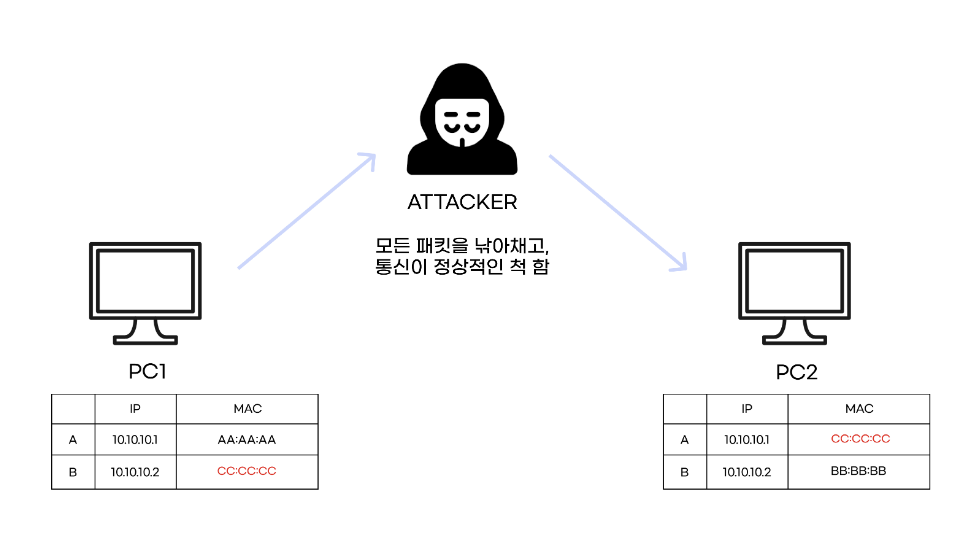 ATTACKER
모든 패킷을 낚아채고,
통신이 정상적인 척 함
PC1
IP MAC
A 10.10.10.1 AA:AA:AA
B 10.10.10.2 CC:CC:CC
PC2
IP MAC
A 10.10.10.1 CC:CC:CC
B 10.10.10.2 BB:BB:BB